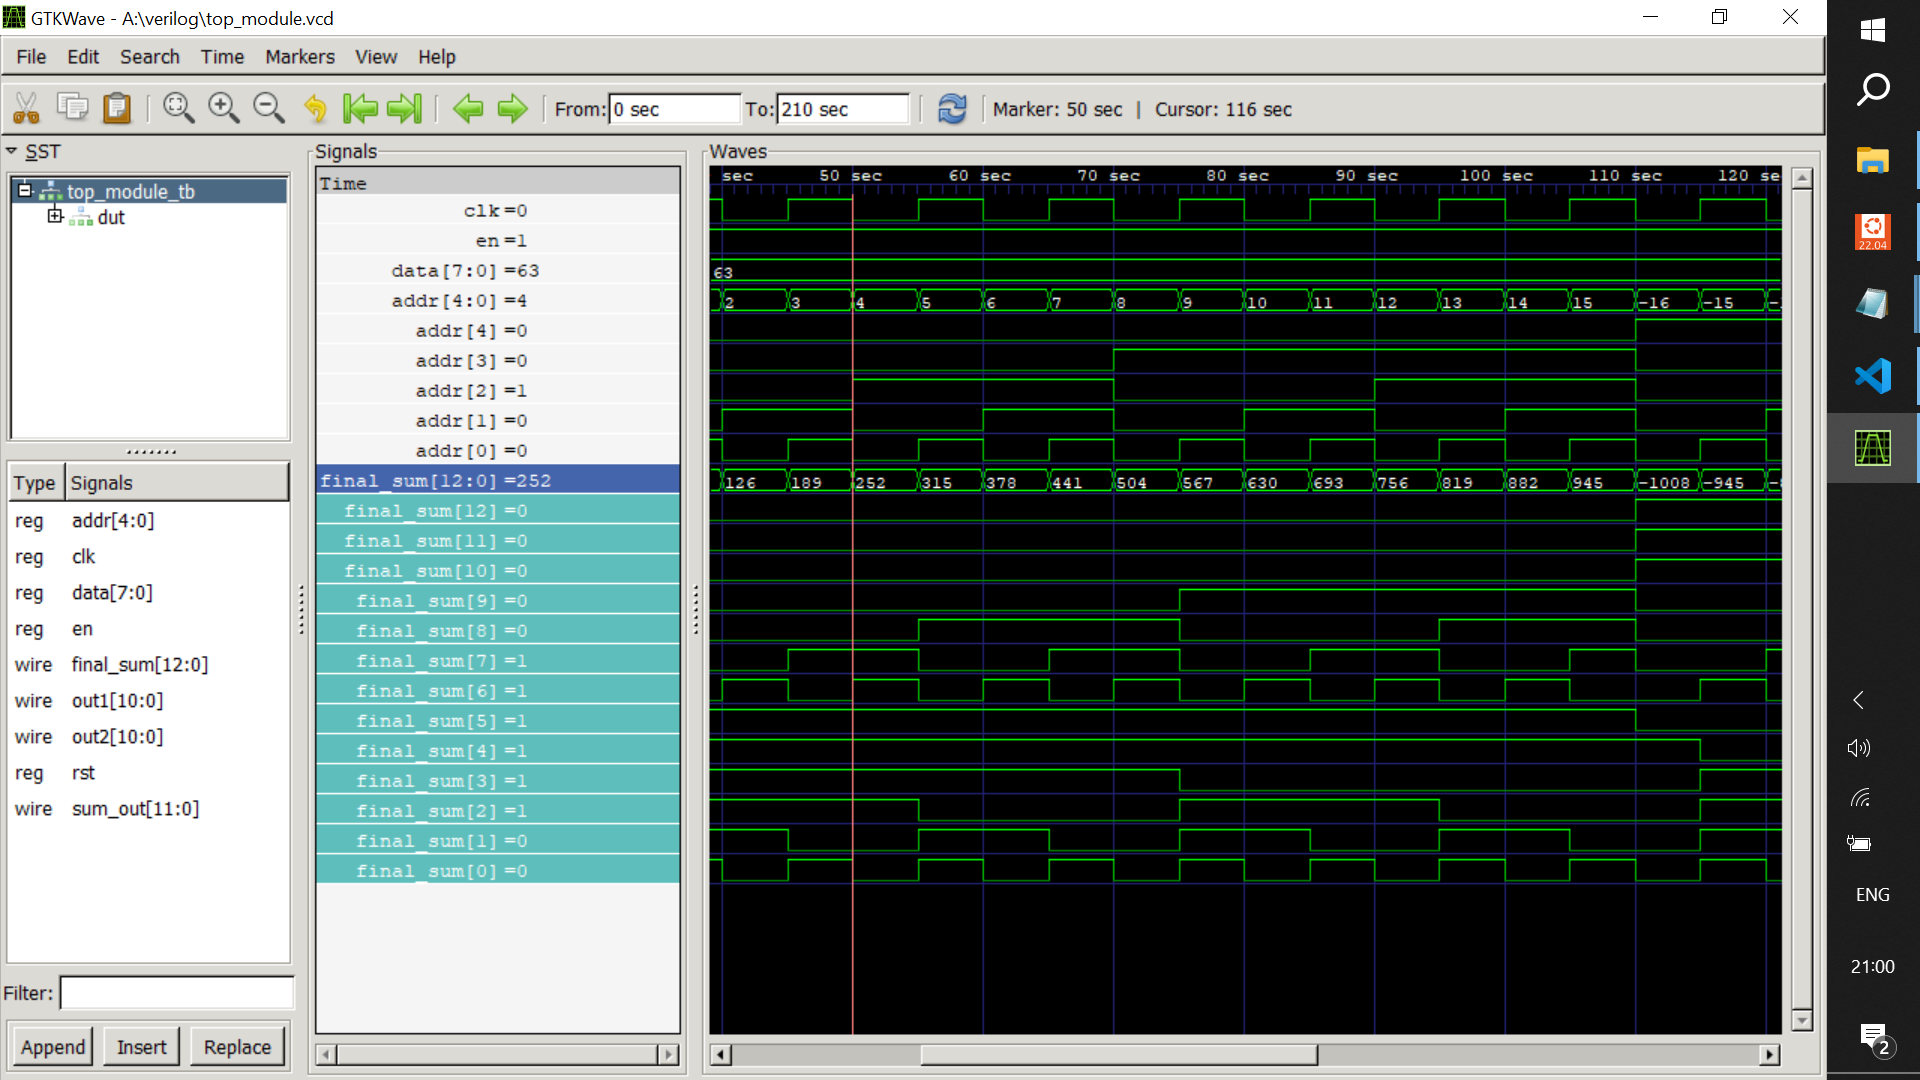 GTKWave - A:\verilog\top_module.vcd
File Edit Search Time Markers View Help
From: 0 sec To: 210 sec Marker: 50 sec | Cursor: 116 sec
SST
top_module_tb
dut
Type Signals
reg addr[4:0]
reg clk
reg data[7:0]
reg en
wire final_sum[12:0]
wire out1[10:0]
wire out2[10:0]
reg rst
wire sum_out[11:0]
Filter:
Append Insert Replace
Signals
Time
clk=0
en=1
data[7:0]=63
addr[4:0]=4
addr[4]=0
addr[3]=0
addr[2]=1
addr[1]=0
addr[0]=0
final_sum[12:0]=252
final_sum[12]=0
final_sum[11]=0
final_sum[10]=0
final_sum[9]=0
final_sum[8]=0
final_sum[7]=1
final_sum[6]=1
final_sum[5]=1
final_sum[4]=1
final_sum[3]=1
final_sum[2]=1
final_sum[1]=0
final_sum[0]=0
Waves
sec 50 sec 60 sec 70 sec 80 sec 90 sec 100 sec 110 sec 120
63
2 3 4 5 6 7 8 9 10 11 12 13 14 15 -16 -15
126 189 252 315 378 441 504 567 630 693 756 819 882 945 -1008 -945
22.04
ENG
21:00
2